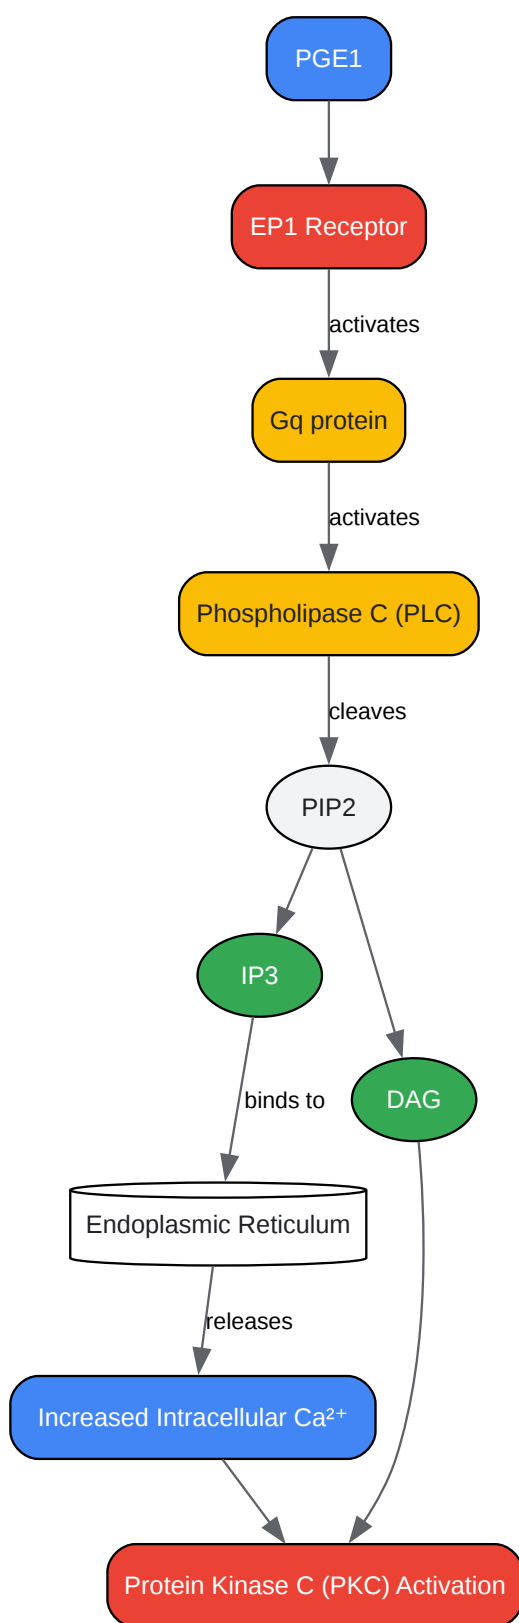 PGE1
EP1 Receptor
activates
Gq protein
activates
Phospholipase C (PLC)
cleaves
PIP2
IP3
DAG
binds to
Endoplasmic Reticulum
releases
Increased Intracellular Ca²⁺
Protein Kinase C (PKC) Activation